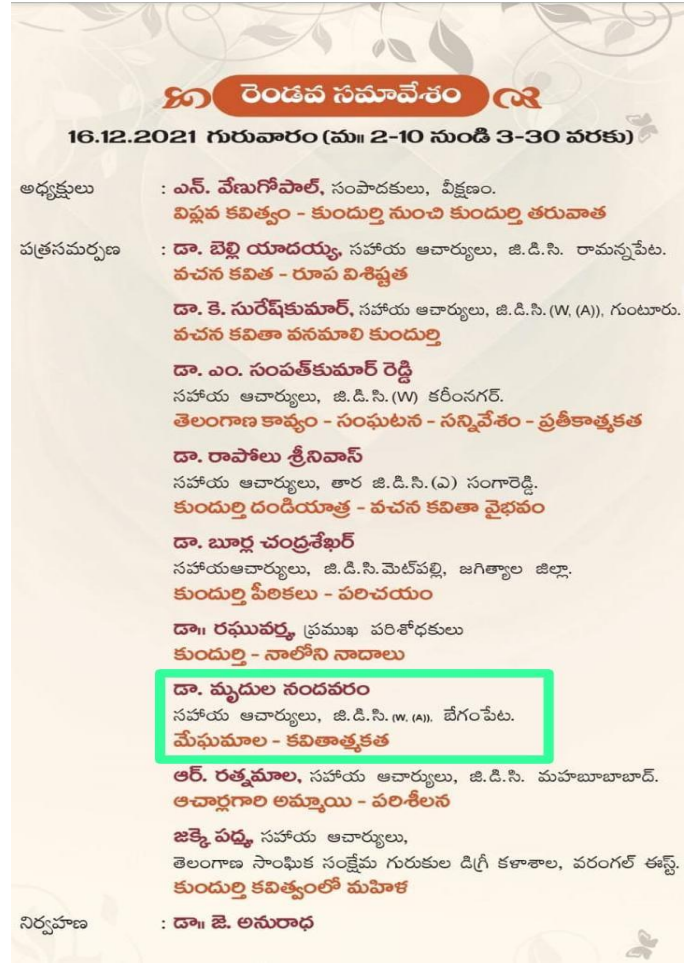 రెండవ సమావేశం
16.12.2021 గురువారం (మ॥ 2-10 నుండి 3-30 వరకు)
అధ్యక్షులు : ఎన్. వేణుగోపాల్, సంపాదకులు, వీక్షణం.
విప్లవ కవిత్వం - కుందుర్తి నుంచి కుందుర్తి తరువాత
పత్రసమర్పణ : డా. బెల్లి యాదయ్య, సహాయ ఆచార్యులు, జి.డి.సి. రామన్నపేట.
వచన కవిత - రూప విశిష్టత
డా. కె. సురేష్‌కుమార్, సహాయ ఆచార్యులు, జి.డి.సి.(W, (A)), గుంటూరు.
వచన కవితా వనమాలి కుందుర్తి
డా. ఎం. సంపత్‌కుమార్ రెడ్డి
సహాయ ఆచార్యులు, జి.డి.సి.(W) కరీంనగర్.
తెలంగాణ కావ్యం - సంఘటన - సన్నివేశం - ప్రతీకాత్మకత
డా. రాపోలు శ్రీనివాస్
సహాయ ఆచార్యులు, తార జి.డి.సి.(ఎ) సంగారెడ్డి.
కుందుర్తి దండియాత్ర - వచన కవితా వైభవం
డా. బూర్ల చంద్రశేఖర్
సహాయఆచార్యులు, జి.డి.సి.మెట్‌పల్లి, జగిత్యాల జిల్లా.
కుందుర్తి పీఠికలు - పరిచయం
డా॥ రఘువర్మ, ప్రముఖ పరిశోధకులు
కుందుర్తి - నాలోని నాదాలు
డా. మృదుల నందవరం
సహాయ ఆచార్యులు, జి.డి.సి.(W, (A)), బేగంపేట.
మేఘమాల - కవితాత్మకత
ఆర్. రత్నమాల, సహాయ ఆచార్యులు, జి.డి.సి. మహబూబాబాద్.
ఆచార్లగారి అమ్మాయి - పరిశీలన
జక్కె పద్మ, సహాయ ఆచార్యులు,
తెలంగాణ సాంఘిక సంక్షేమ గురుకుల డిగ్రీ కళాశాల, వరంగల్ ఈస్ట్.
కుందుర్తి కవిత్వంలో మహిళ
నిర్వహణ : డా॥ జె. అనురాధ